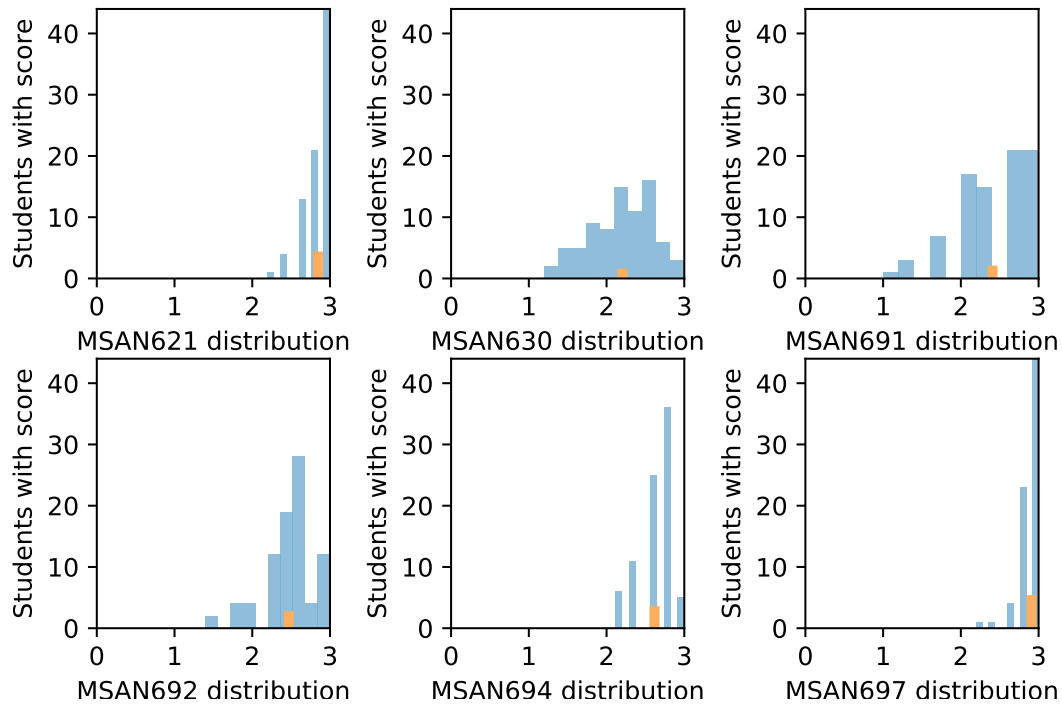 Students with score
40
30
20
10
0
0 1 2 3
MSAN621 distribution
Students with score
40
30
20
10
0
0 1 2 3
MSAN630 distribution
Students with score
40
30
20
10
0
0 1 2 3
MSAN691 distribution
Students with score
40
30
20
10
0
0 1 2 3
MSAN692 distribution
Students with score
40
30
20
10
0
0 1 2 3
MSAN694 distribution
Students with score
40
30
20
10
0
0 1 2 3
MSAN697 distribution